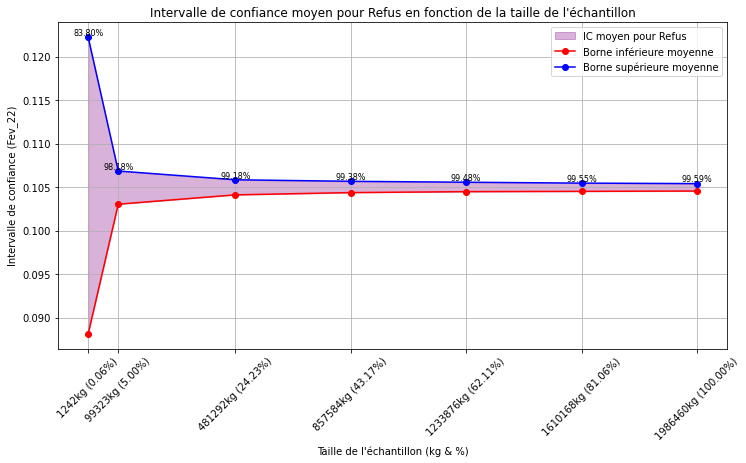 Intervalle de confiance moyen pour Refus en fonction de la taille de l'échantillon
IC moyen pour Refus
Borne inférieure moyenne
Borne supérieure moyenne
83.80%
98.18%
99.18%
99.38%
99.48%
99.55%
99.59%
0.120
0.115
0.110
0.105
0.100
0.095
0.090
Intervalle de confiance (Fev_22)
1242kg (0.06%)
99323kg (5.00%)
481292kg (24.23%)
857584kg (43.17%)
1233876kg (62.11%)
1610168kg (81.06%)
1986460kg (100.00%)
Taille de l'échantillon (kg & %)